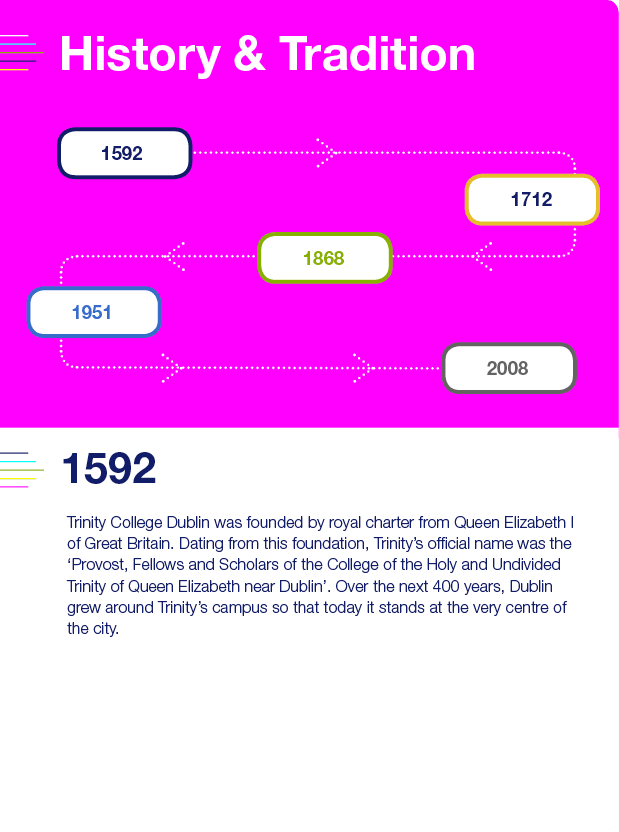 History & Tradition
1592
1712
1868
1951
2008
1592
Trinity College Dublin was founded by royal charter from Queen Elizabeth I
of Great Britain. Dating from this foundation, Trinity’s official name was the
‘Provost, Fellows and Scholars of the College of the Holy and Undivided
Trinity of Queen Elizabeth near Dublin’. Over the next 400 years, Dublin
grew around Trinity’s campus so that today it stands at the very centre of
the city.